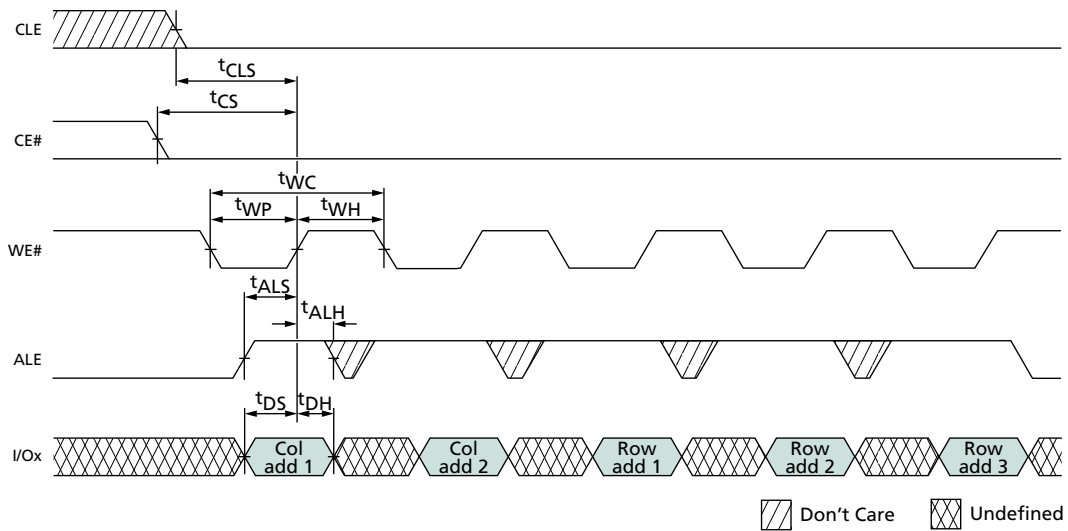 CLE
tCLS
tCS
CE#
tWC
tWP
tWH
WE#
tALS
tALH
ALE
tDS
tDH
I/Ox
Col
add 1
Col
add 2
Row
add 1
Row
add 2
Row
add 3
Don't Care
Undefined